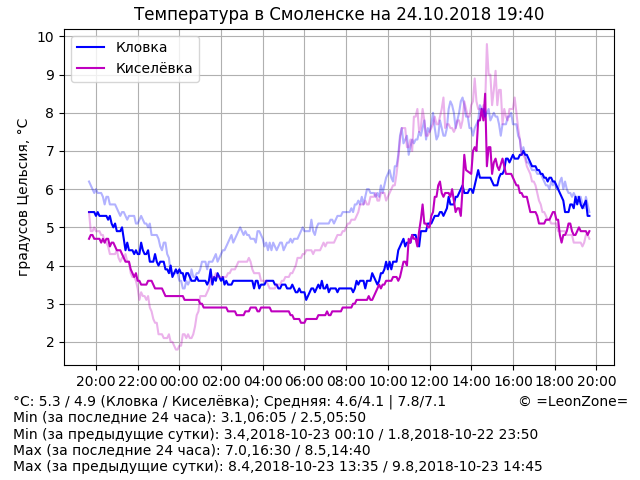 Температура в Смоленске на 24.10.2018 19:40
градусов Цельсия, °C
10
9
8
7
6
5
4
3
2
Кловка
Киселёвка
20:00 22:00 00:00 02:00 04:00 06:00 08:00 10:00 12:00 14:00 16:00 18:00 20:00
°C: 5.3 / 4.9 (Кловка / Киселёвка); Средняя: 4.6/4.1 | 7.8/7.1
© =LeonZone=
Min (за последние 24 часа): 3.1,06:05 / 2.5,05:50
Min (за предыдущие сутки): 3.4,2018-10-23 00:10 / 1.8,2018-10-22 23:50
Max (за последние 24 часа): 7.0,16:30 / 8.5,14:40
Max (за предыдущие сутки): 8.4,2018-10-23 13:35 / 9.8,2018-10-23 14:45